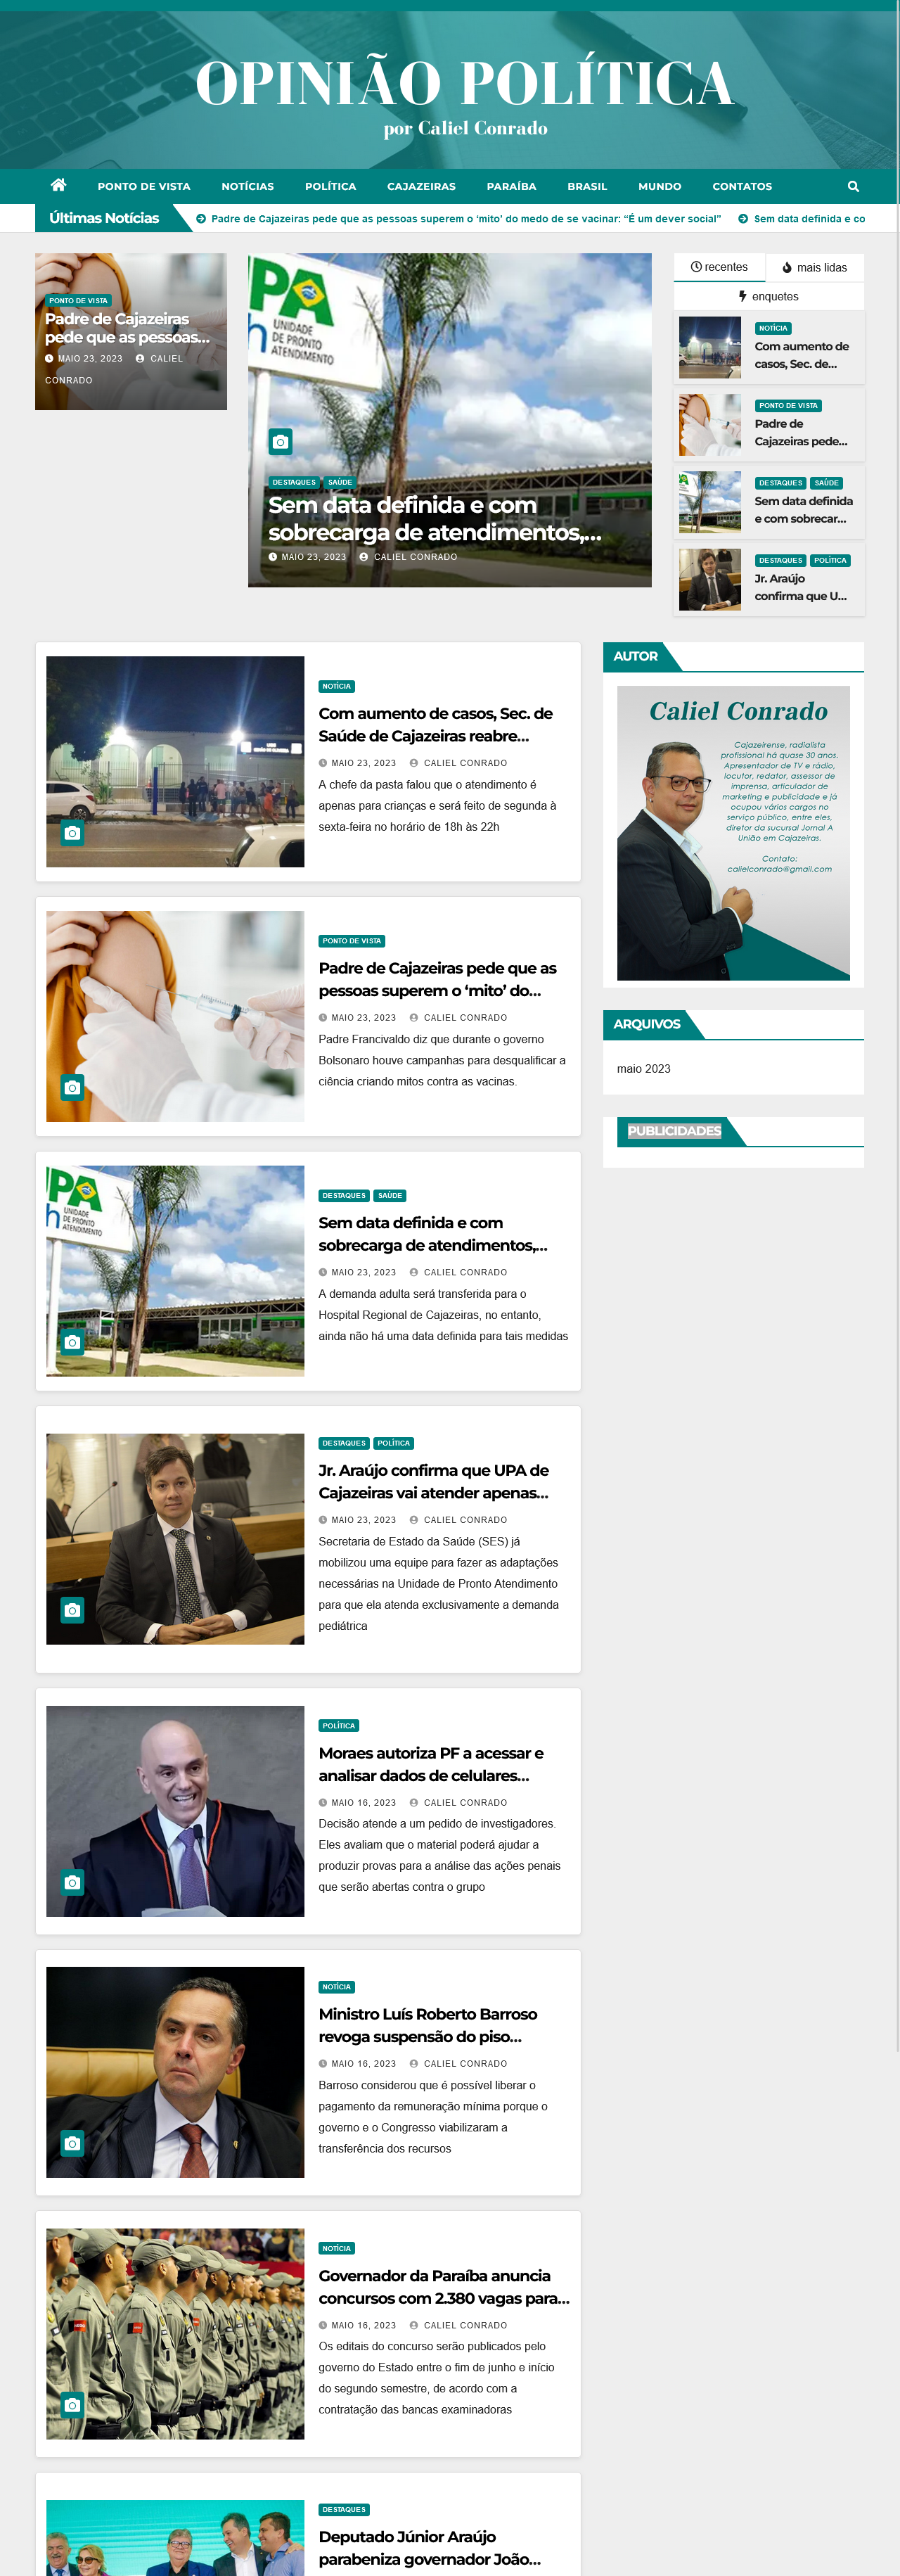 OPINIÃO POLÍTICA
por Caliel Conrado
PONTO DE VISTA NOTÍCIAS POLÍTICA CAJAZEIRAS PARAÍBA BRASIL MUNDO CONTATOS
Últimas Notícias
Padre de Cajazeiras pede que as pessoas superem o ‘mito’ do medo de se vacinar: “É um dever social” Sem data definida e co
PONTO DE VISTA
Padre de Cajazeiras
pede que as pessoas…
MAIO 23, 2023 CALIEL
CONRADO
PA
UNIDADE
DE PRONTO
ATENDIMENTO
DESTAQUES SAÚDE
Sem data definida e com
sobrecarga de atendimentos,…
MAIO 23, 2023 CALIEL CONRADO
recentes mais lidas
enquetes
NOTÍCIA
Com aumento de
casos, Sec. de…
PONTO DE VISTA
Padre de
Cajazeiras pede…
DESTAQUES SAÚDE
Sem data definida
e com sobrecar…
DESTAQUES POLÍTICA
Jr. Araújo
confirma que U…
NOTÍCIA
Com aumento de casos, Sec. de
Saúde de Cajazeiras reabre…
MAIO 23, 2023 CALIEL CONRADO
A chefe da pasta falou que o atendimento é
apenas para crianças e será feito de segunda à
sexta-feira no horário de 18h às 22h
PONTO DE VISTA
Padre de Cajazeiras pede que as
pessoas superem o ‘mito’ do…
MAIO 23, 2023 CALIEL CONRADO
Padre Francivaldo diz que durante o governo
Bolsonaro houve campanhas para desqualificar a
ciência criando mitos contra as vacinas.
UPA
h
UNIDADE
DE PRONTO
ATENDIMENTO
DESTAQUES SAÚDE
Sem data definida e com
sobrecarga de atendimentos,…
MAIO 23, 2023 CALIEL CONRADO
A demanda adulta será transferida para o
Hospital Regional de Cajazeiras, no entanto,
ainda não há uma data definida para tais medidas
DESTAQUES POLÍTICA
Jr. Araújo confirma que UPA de
Cajazeiras vai atender apenas…
MAIO 23, 2023 CALIEL CONRADO
Secretaria de Estado da Saúde (SES) já
mobilizou uma equipe para fazer as adaptações
necessárias na Unidade de Pronto Atendimento
para que ela atenda exclusivamente a demanda
pediátrica
POLÍTICA
Moraes autoriza PF a acessar e
analisar dados de celulares…
MAIO 16, 2023 CALIEL CONRADO
Decisão atende a um pedido de investigadores.
Eles avaliam que o material poderá ajudar a
produzir provas para a análise das ações penais
que serão abertas contra o grupo
NOTÍCIA
Ministro Luís Roberto Barroso
revoga suspensão do piso…
MAIO 16, 2023 CALIEL CONRADO
Barroso considerou que é possível liberar o
pagamento da remuneração mínima porque o
governo e o Congresso viabilizaram a
transferência dos recursos
NOTÍCIA
Governador da Paraíba anuncia
concursos com 2.380 vagas para…
MAIO 16, 2023 CALIEL CONRADO
Os editais do concurso serão publicados pelo
governo do Estado entre o fim de junho e início
do segundo semestre, de acordo com a
contratação das bancas examinadoras
DESTAQUES
Deputado Júnior Araújo
parabeniza governador João…
AUTOR
Caliel Conrado
Cajazeirense, radialista
profissional há quase 30 anos.
Apresentador de TV e rádio,
locutor, redator, assessor de
imprensa, articulador de
marketing e publicidade e já
ocupou vários cargos no
serviço público, entre eles,
diretor da sucursal Jornal A
União em Cajazeiras.
Contato:
calielconrado@gmail.com
ARQUIVOS
maio 2023
PUBLICIDADES